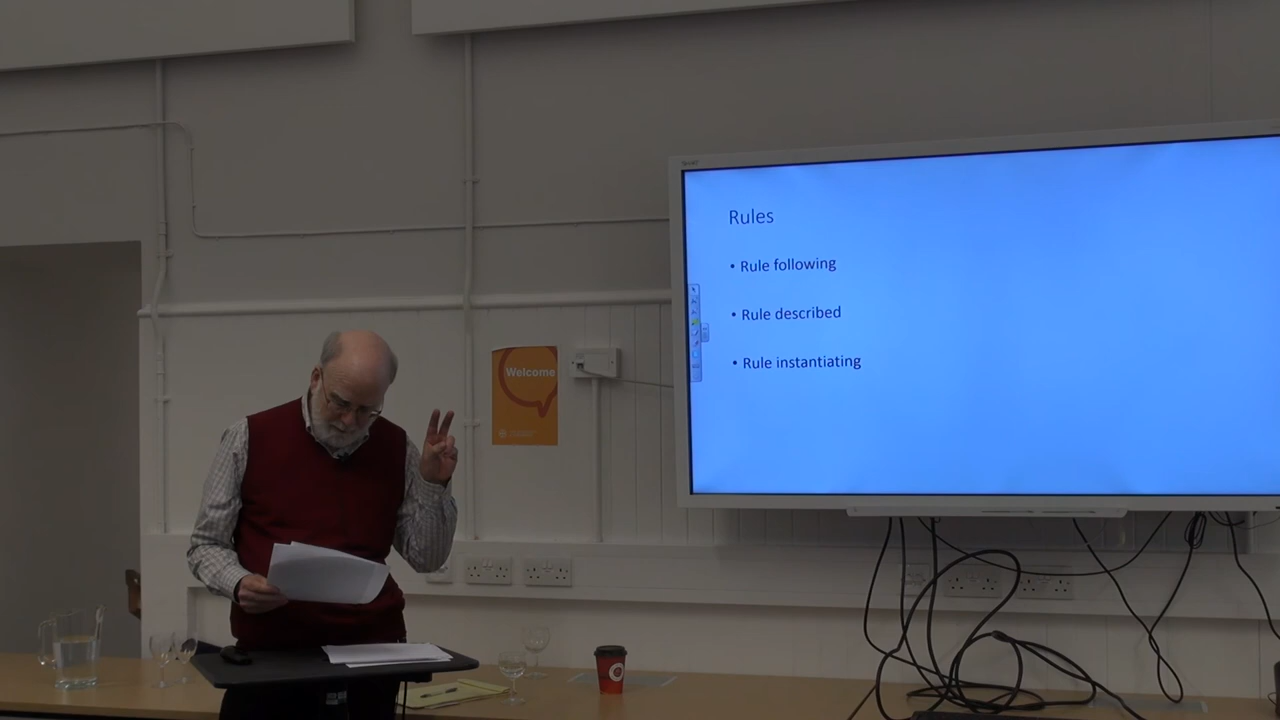 Rules
• Rule following
• Rule described
• Rule instantiating
Welcome